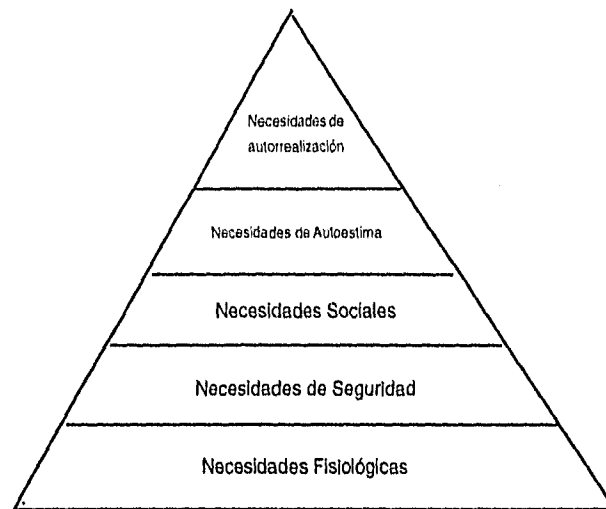 Necesidades de
autorrealización
Necesidades de Autoestima
Necesidades Sociales
Necesidades de Seguridad
Necesidades Fisiológicas